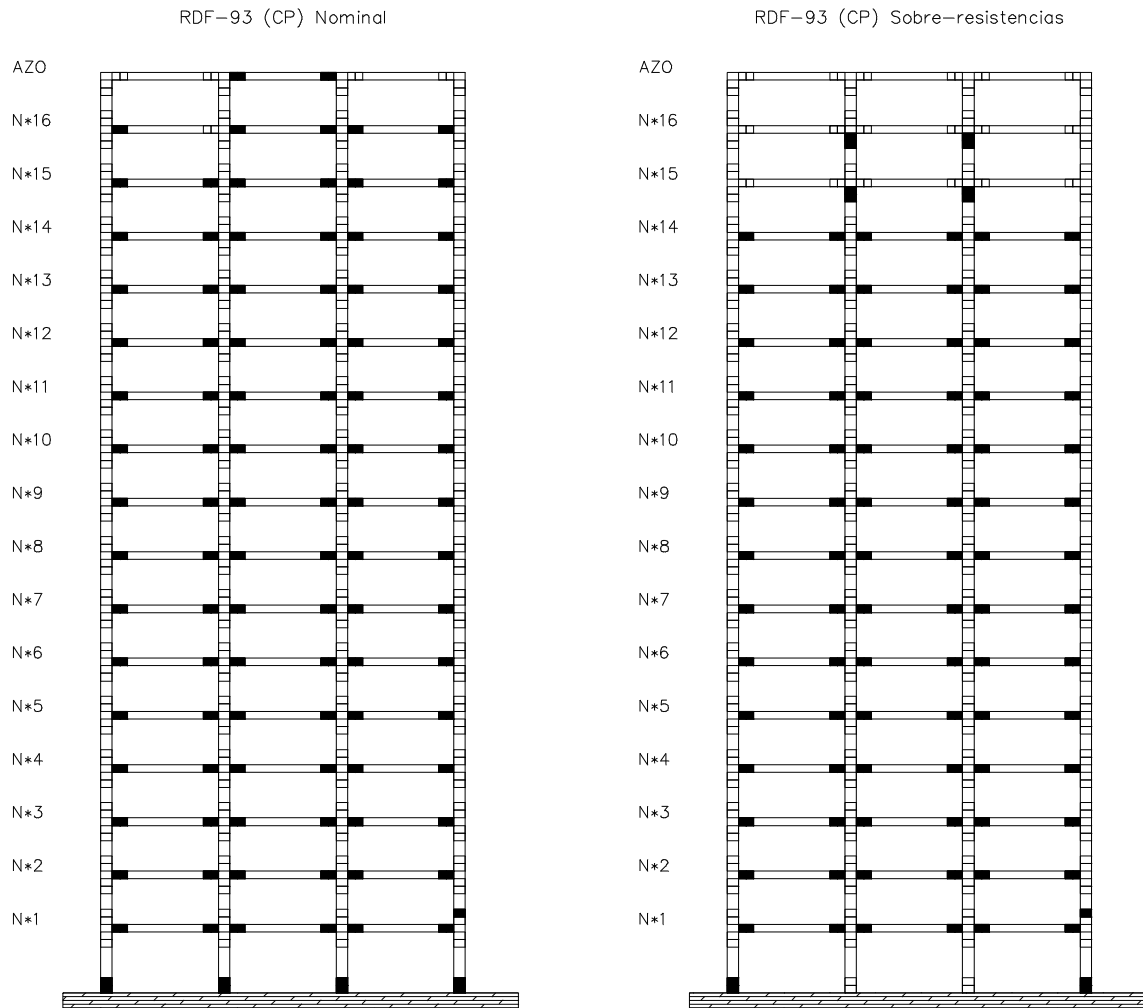 RDF-93 (CP) Nominal
AZO
N*16
N*15
N*14
N*13
N*12
N*11
N*10
N*9
N*8
N*7
N*6
N*5
N*4
N*3
N*2
N*1
RDF-93 (CP) Sobre-resistencias
AZO
N*16
N*15
N*14
N*13
N*12
N*11
N*10
N*9
N*8
N*7
N*6
N*5
N*4
N*3
N*2
N*1